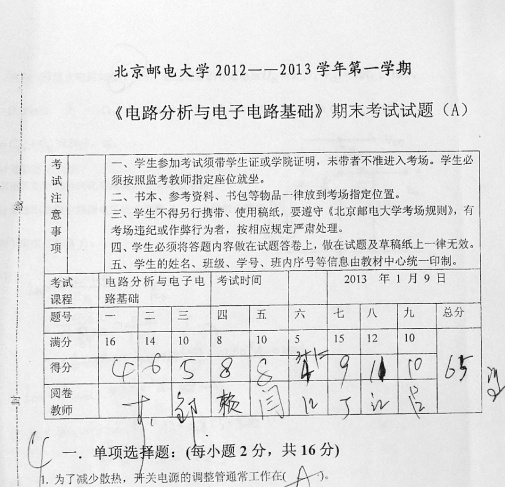 北京邮电大学 2012——2013 学年第一学期
《电路分析与电子电路基础》期末考试试题（A）
考试注意事项
一、学生参加考试须带学生证或学院证明，未带者不准进入考场。学生必
须按照监考教师指定座位就坐。
二、书本、参考资料、书包等物品一律放到考场指定位置。
三、学生不得另行携带、使用稿纸，要遵守《北京邮电大学考场规则》，有
考场违纪或作弊行为者，按相应规定严肃处理。
四、学生必须将答题内容做在试题答卷上，做在试题及草稿纸上一律无效。
五、学生的姓名、班级、学号、班内序号等信息由教材中心统一印制。
考试课程 电路分析与电子电路基础 考试时间 2013 年 1 月 9 日
题号 一 二 三 四 五 六 七 八 九 总分
满分 16 14 10 8 10 5 15 12 10
得分 4 6 5 8 8 4 9 11 10 65
阅卷教师 邹 赖 闫 江 丁 江 吕
4
一．单项选择题：(每小题 2 分，共 16 分)
1. 为了减少散热，开关电源的调整管通常工作在( A )。
线
封